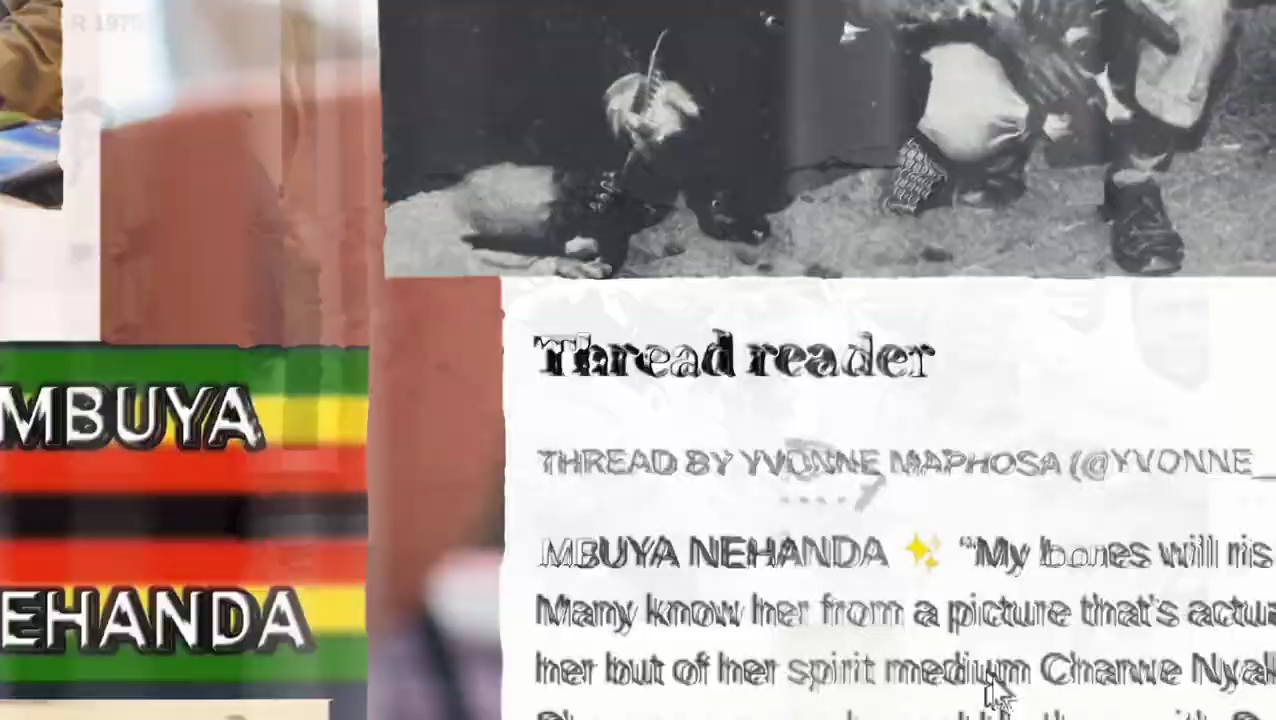 R 1979
MBUYA
EHANDA
Thread reader
THREAD BY YVONNE MAPHOSA (@YVONNE_
MBUYA NEHANDA ✨ “My bones will ris
Many know her from a picture that's actua
her but of her spirit medium Charwe Nyak